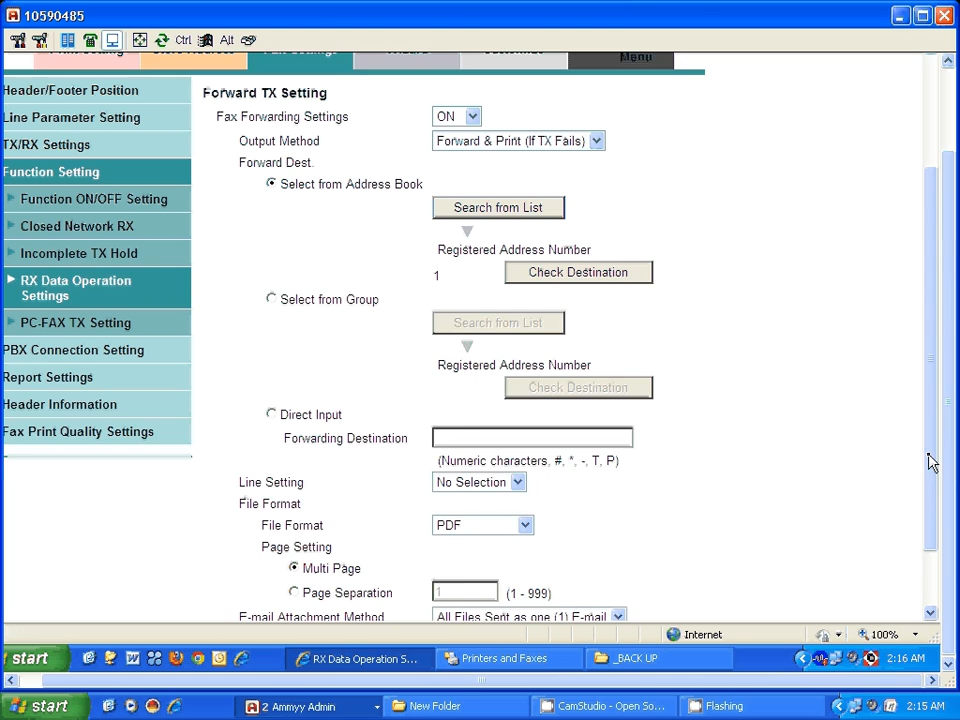 10590485
Ctrl Alt
Menu
Header/Footer Position
Line Parameter Setting
TX/RX Settings
Function Setting
Function ON/OFF Setting
Closed Network RX
Incomplete TX Hold
RX Data Operation
Settings
PC-FAX TX Setting
PBX Connection Setting
Report Settings
Header Information
Fax Print Quality Settings
Forward TX Setting
Fax Forwarding Settings ON
Output Method Forward & Print (If TX Fails)
Forward Dest.
Select from Address Book
Search from List
Registered Address Number
1 Check Destination
Select from Group
Search from List
Registered Address Number
Check Destination
Direct Input
Forwarding Destination
(Numeric characters, #, *, -, T, P)
Line Setting No Selection
File Format
File Format PDF
Page Setting
Multi Page
Page Separation 1 (1 - 999)
E-mail Attachment Method All Files Sent as one (1) E-mail
Internet 100%
start RX Data Operation S... Printers and Faxes _BACK UP 2:16 AM
start 2 Ammyy Admin New Folder CamStudio - Open So... Flashing 2:15 AM